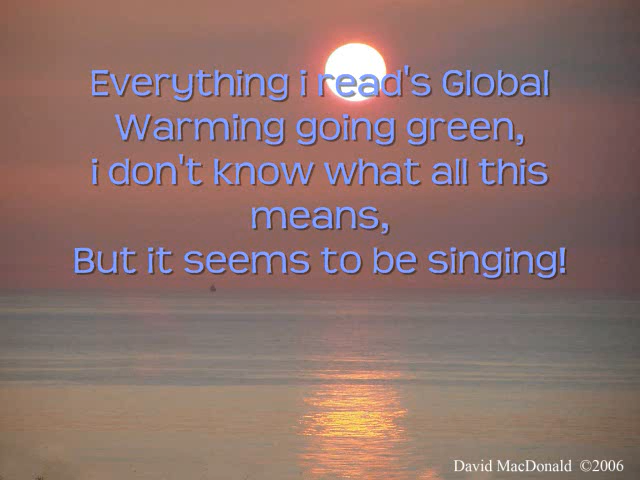 Everything i read's Global
Warming going green,
i don't know what all this
means,
But it seems to be singing!
David MacDonald ©2006